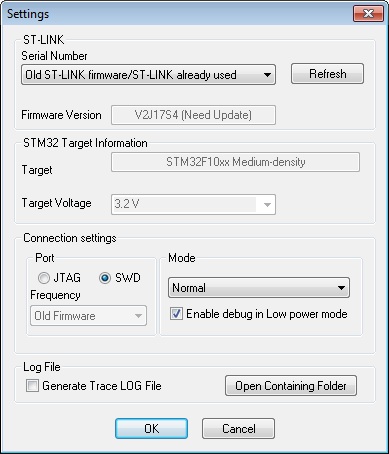 Settings
ST-LINK
Serial Number
Old ST-LINK firmware/ST-LINK already used
Refresh
Firmware Version
V2J17S4 (Need Update)
STM32 Target Information
Target
STM32F10xx Medium-density
Target Voltage
3.2 V
Connection settings
Port
JTAG
SWD
Frequency
Old Firmware
Mode
Normal
Enable debug in Low power mode
Log File
Generate Trace LOG File
Open Containing Folder
OK
Cancel